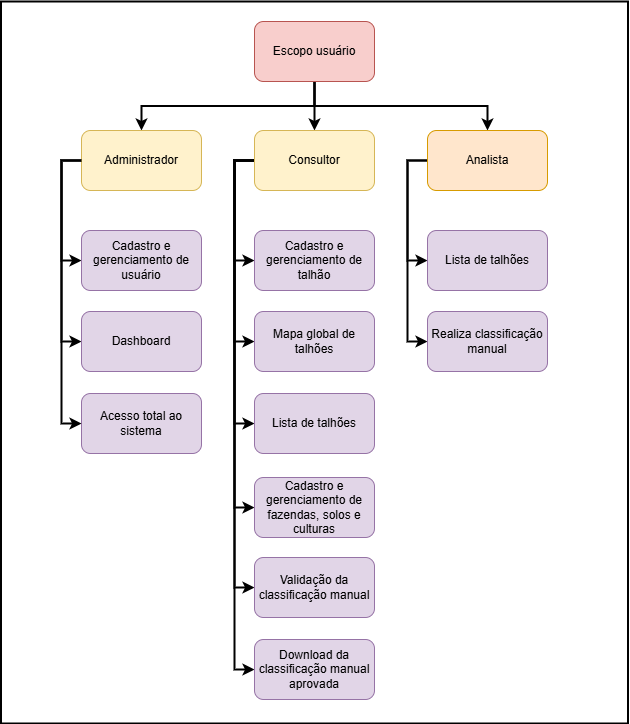 Escopo usuário
Administrador
Consultor
Analista
Cadastro e
gerenciamento de
usuário
Dashboard
Acesso total ao
sistema
Cadastro e
gerenciamento de
talhão
Mapa global de
talhões
Lista de talhões
Cadastro e
gerenciamento de
fazendas, solos e
culturas
Validação da
classificação manual
Download da
classificação manual
aprovada
Lista de talhões
Realiza classificação
manual